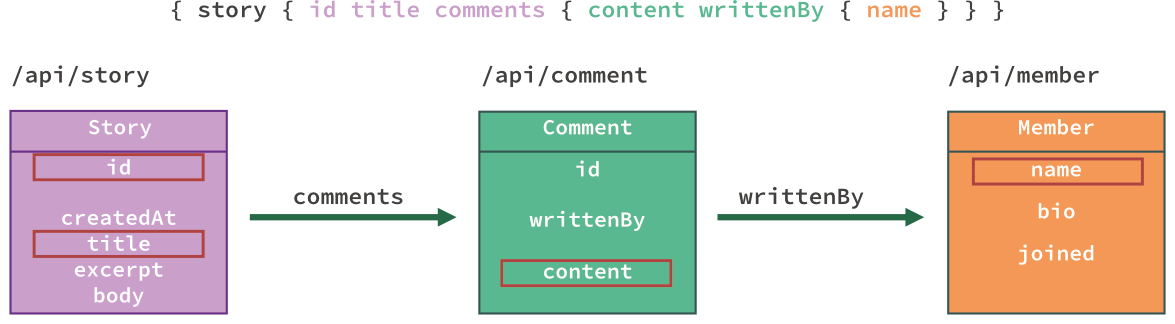 { story { id title comments { content writtenBy { name } } }
/api/story
/api/comment
/api/member
Story
id
createdAt
title
excerpt
body
comments
Comment
id
writtenBy
content
writtenBy
Member
name
bio
joined